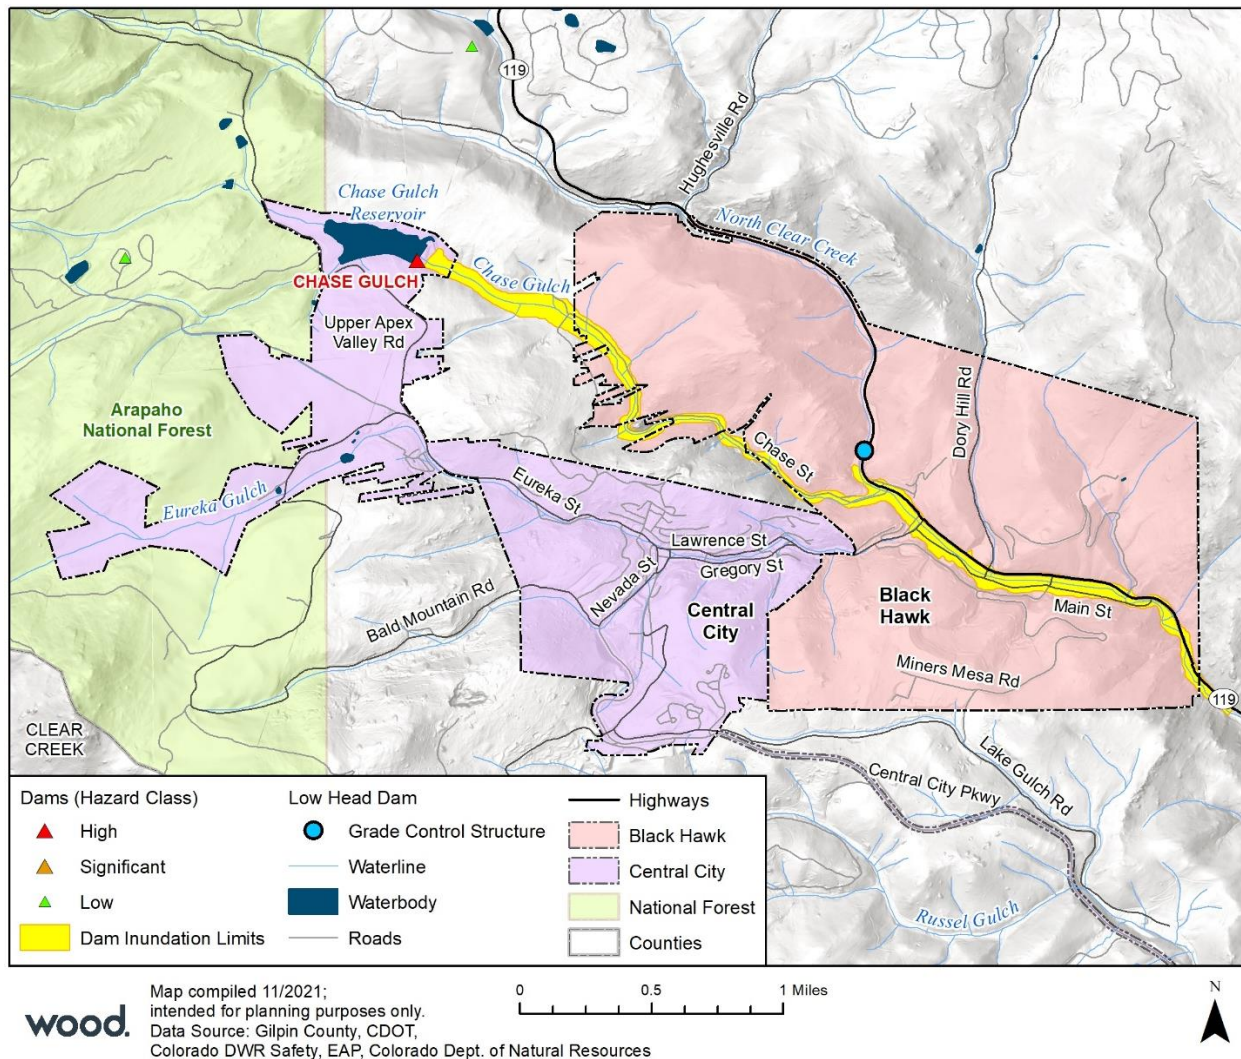 119
Hughesville Rd
Chase Gulch
Reservoir
North Clear Creek
CHASE GULCH
Chase Gulch
Upper Apex
Valley Rd
Arapaho
National Forest
Dory Hill Rd
Chase St
Eureka Gulch
Eureka St
Lawrence St
Gregory St
Nevada St
Bald Mountain Rd
Central
City
Black
Hawk
Main St
Miners Mesa Rd
119
CLEAR
CREEK
Lake Gulch Rd
Central City Pkwy
Russel Gulch
Dams (Hazard Class)
High
Significant
Low
Dam Inundation Limits
Low Head Dam
Grade Control Structure
Waterline
Waterbody
Roads
Highways
Black Hawk
Central City
National Forest
Counties
wood.
Map compiled 11/2021;
intended for planning purposes only.
Data Source: Gilpin County, CDOT,
Colorado DWR Safety, EAP, Colorado Dept. of Natural Resources
0 0.5 1 Miles
N